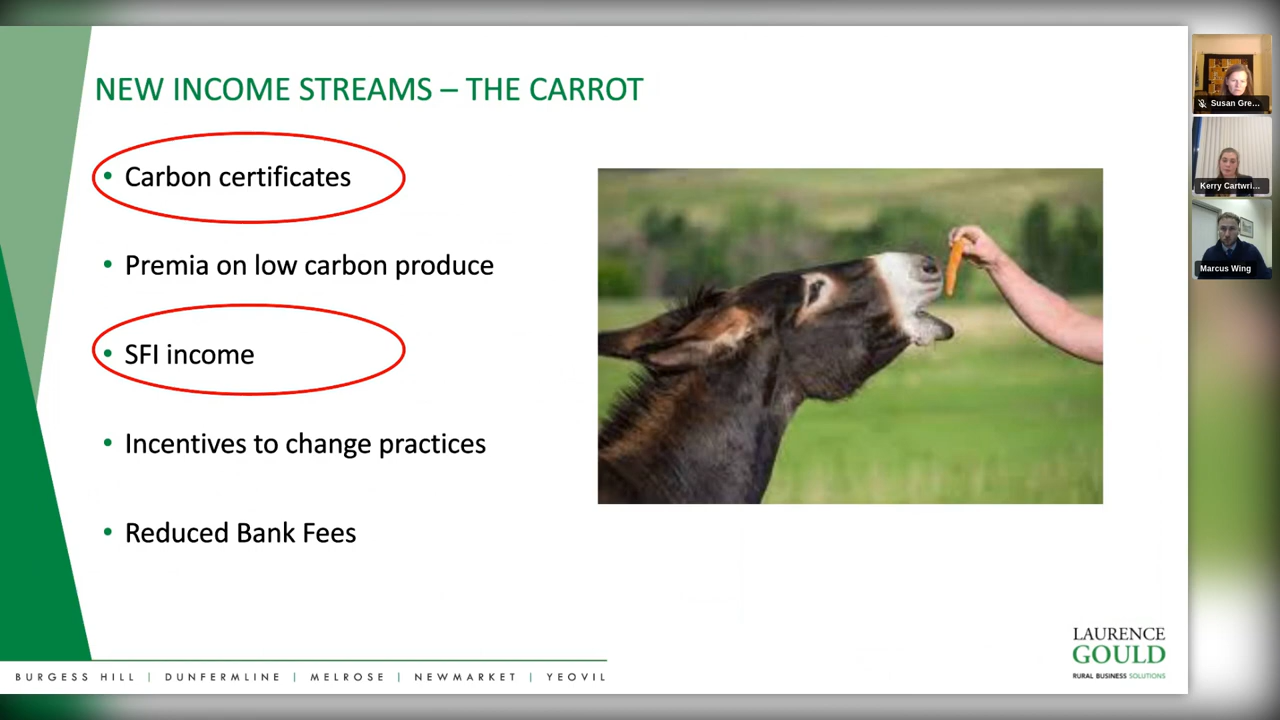 NEW INCOME STREAMS – THE CARROT
• Carbon certificates
• Premia on low carbon produce
• SFI income
• Incentives to change practices
• Reduced Bank Fees
LAURENCE
GOULD
RURAL BUSINESS SOLUTIONS
BURGESS HILL | DUNFERMLINE | MELROSE | NEWMARKET | YEOVIL
Susan Gre...
Kerry Cartwri...
Marcus Wing